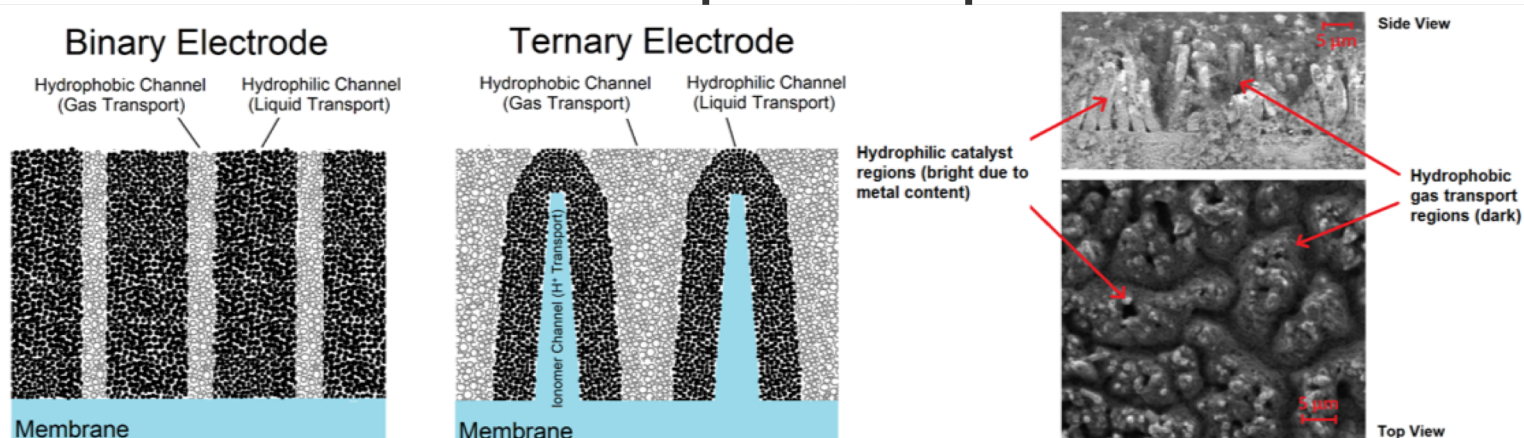 Binary Electrode
Hydrophobic Channel
(Gas Transport)
Hydrophilic Channel
(Liquid Transport)
Membrane
Ternary Electrode
Hydrophobic Channel
(Gas Transport)
Hydrophilic Channel
(Liquid Transport)
Ionomer Channel (H⁺ Transport)
Membrane
Hydrophilic catalyst
regions (bright due to
metal content)
5 µm
Side View
Hydrophobic
gas transport
regions (dark)
5 µm
Top View